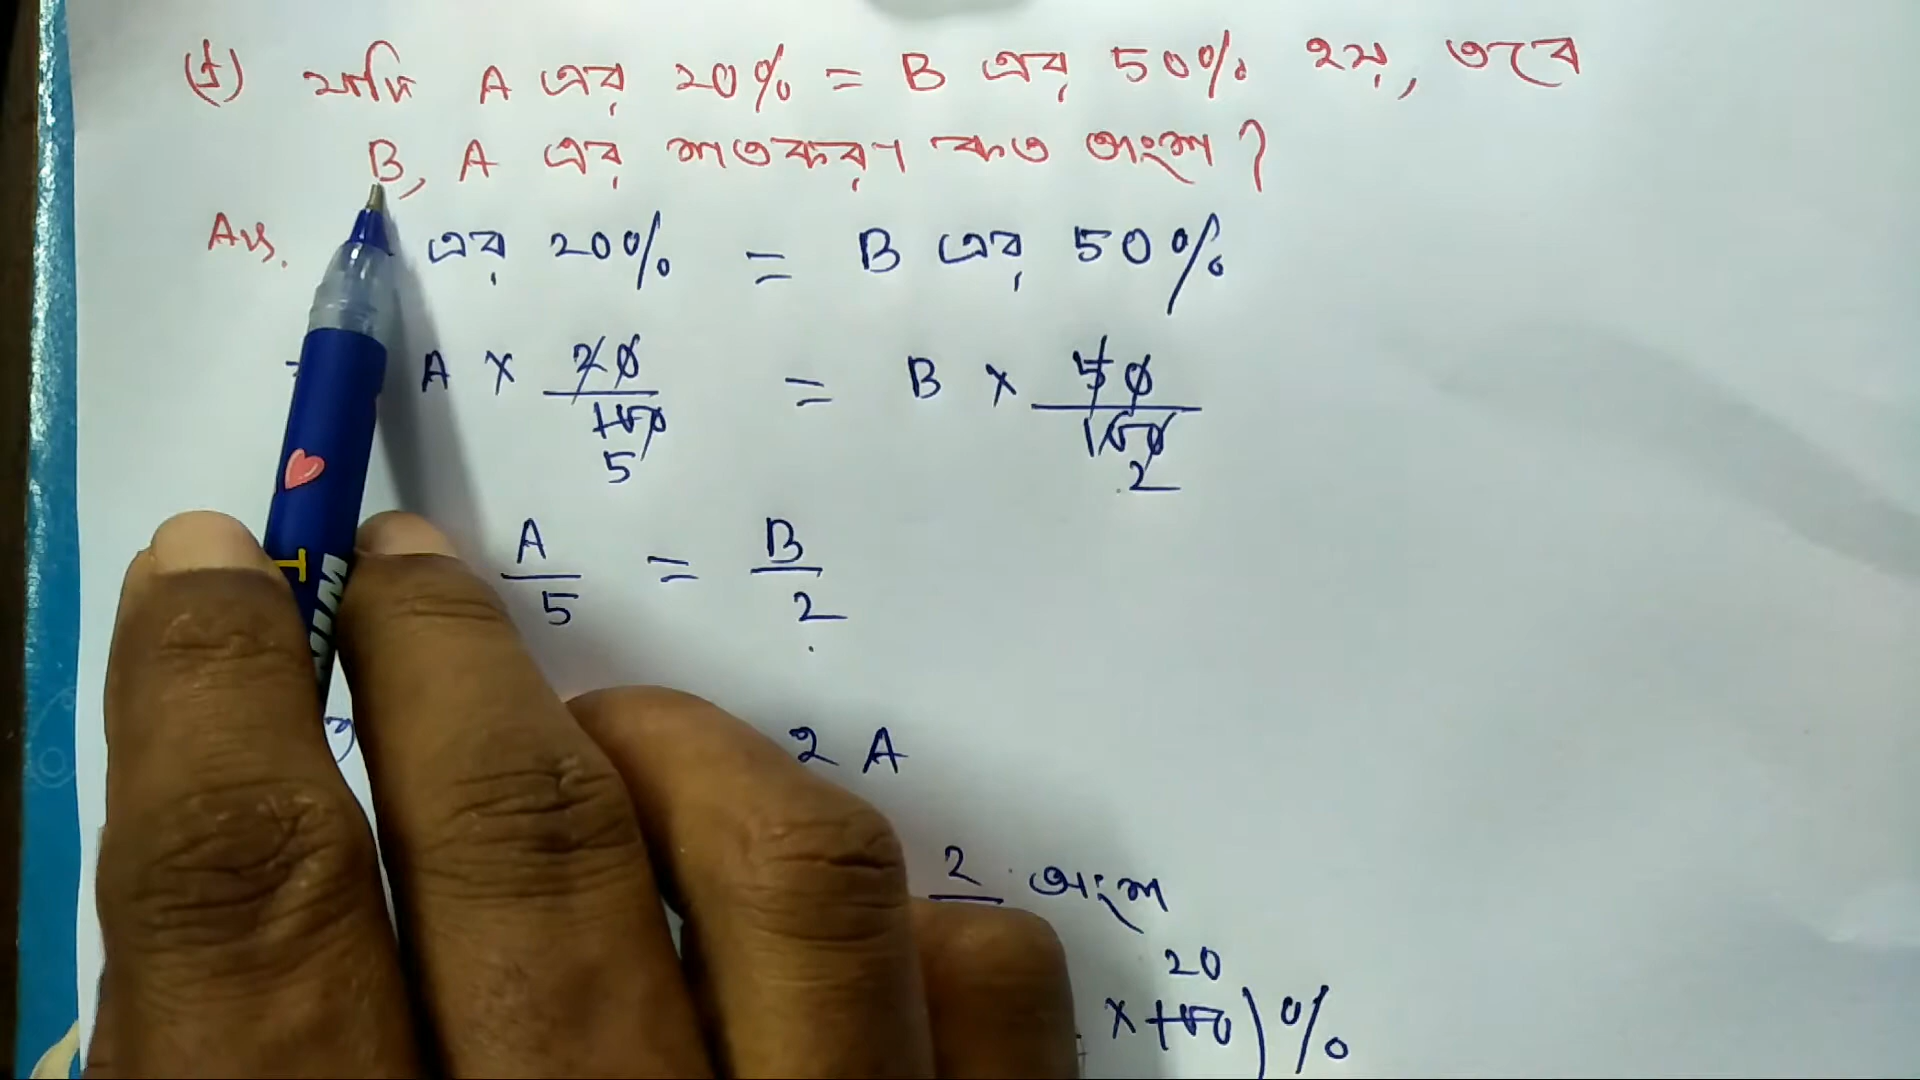 (ঠ) যদি A এর 20% = B এর 50% হয়, তবে
B, A এর শতকরা কত অংশ ?
Ans. এর 20% = B এর 50%
A × 20/100 5 = B × 50/100 2
A/5 = B/2
2 A
2 অংশ
20
× 100)%